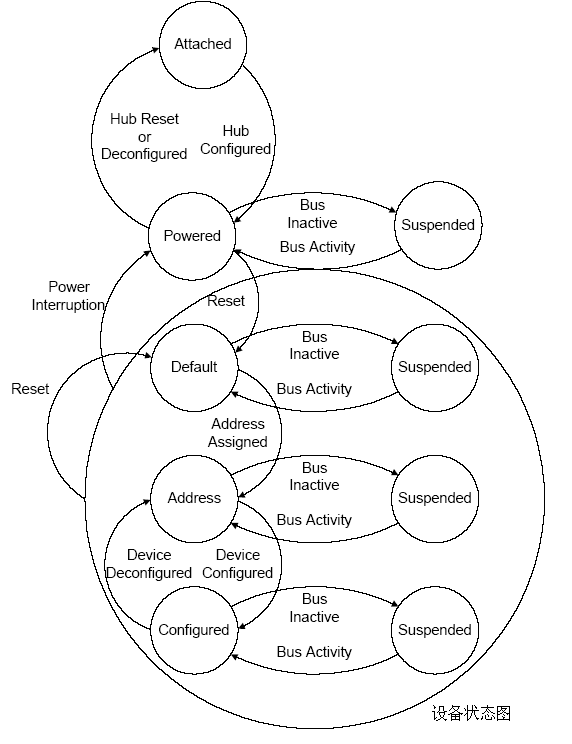 Attached
Hub Reset
or
Deconfigured
Hub
Configured
Powered
Bus
Inactive
Bus Activity
Suspended
Power
Interruption
Reset
Default
Bus
Inactive
Bus Activity
Suspended
Reset
Address
Assigned
Address
Bus
Inactive
Bus Activity
Suspended
Device
Deconfigured
Device
Configured
Configured
Bus
Inactive
Bus Activity
Suspended
设备状态图